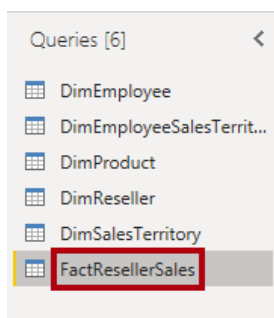 Queries [6]
DimEmployee
DimEmployeeSalesTerrit...
DimProduct
DimReseller
DimSalesTerritory
FactResellerSales